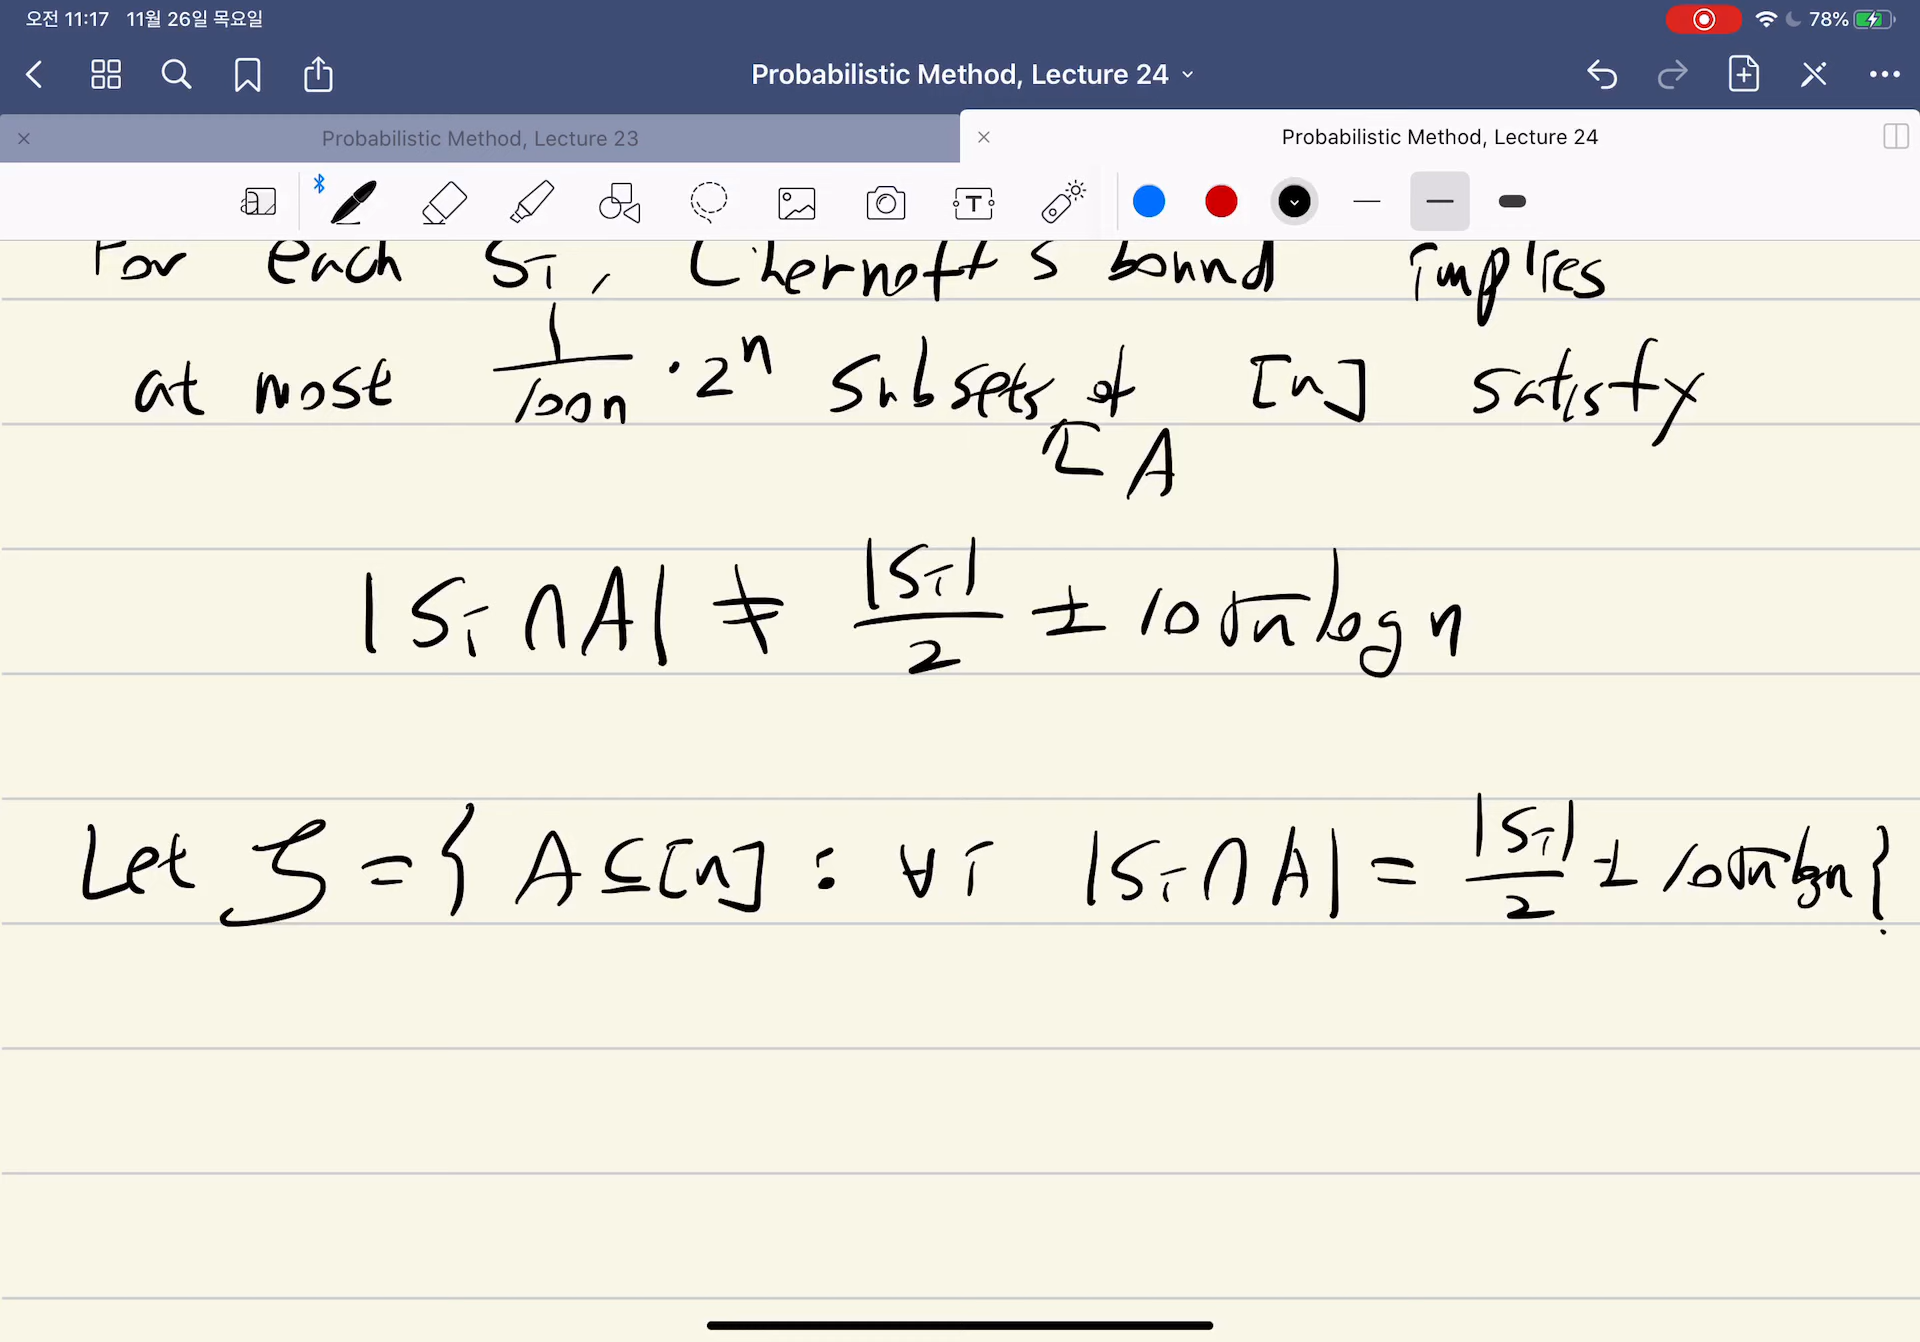 오전 11:17 11월 26일 목요일 78%
Probabilistic Method, Lecture 24
Probabilistic Method, Lecture 23 Probabilistic Method, Lecture 24
For each Sᵢ, Chernoff's bound implies
at most 1/100n · 2ⁿ subsets of [n] satisfy
A
|Sᵢ ∩ A| ≠ |Sᵢ|/2 ± 10√n log n
Let 𝒮 = { A ⊆ [n] : ∀i |Sᵢ ∩ A| = |Sᵢ|/2 ± 10√n log n }.